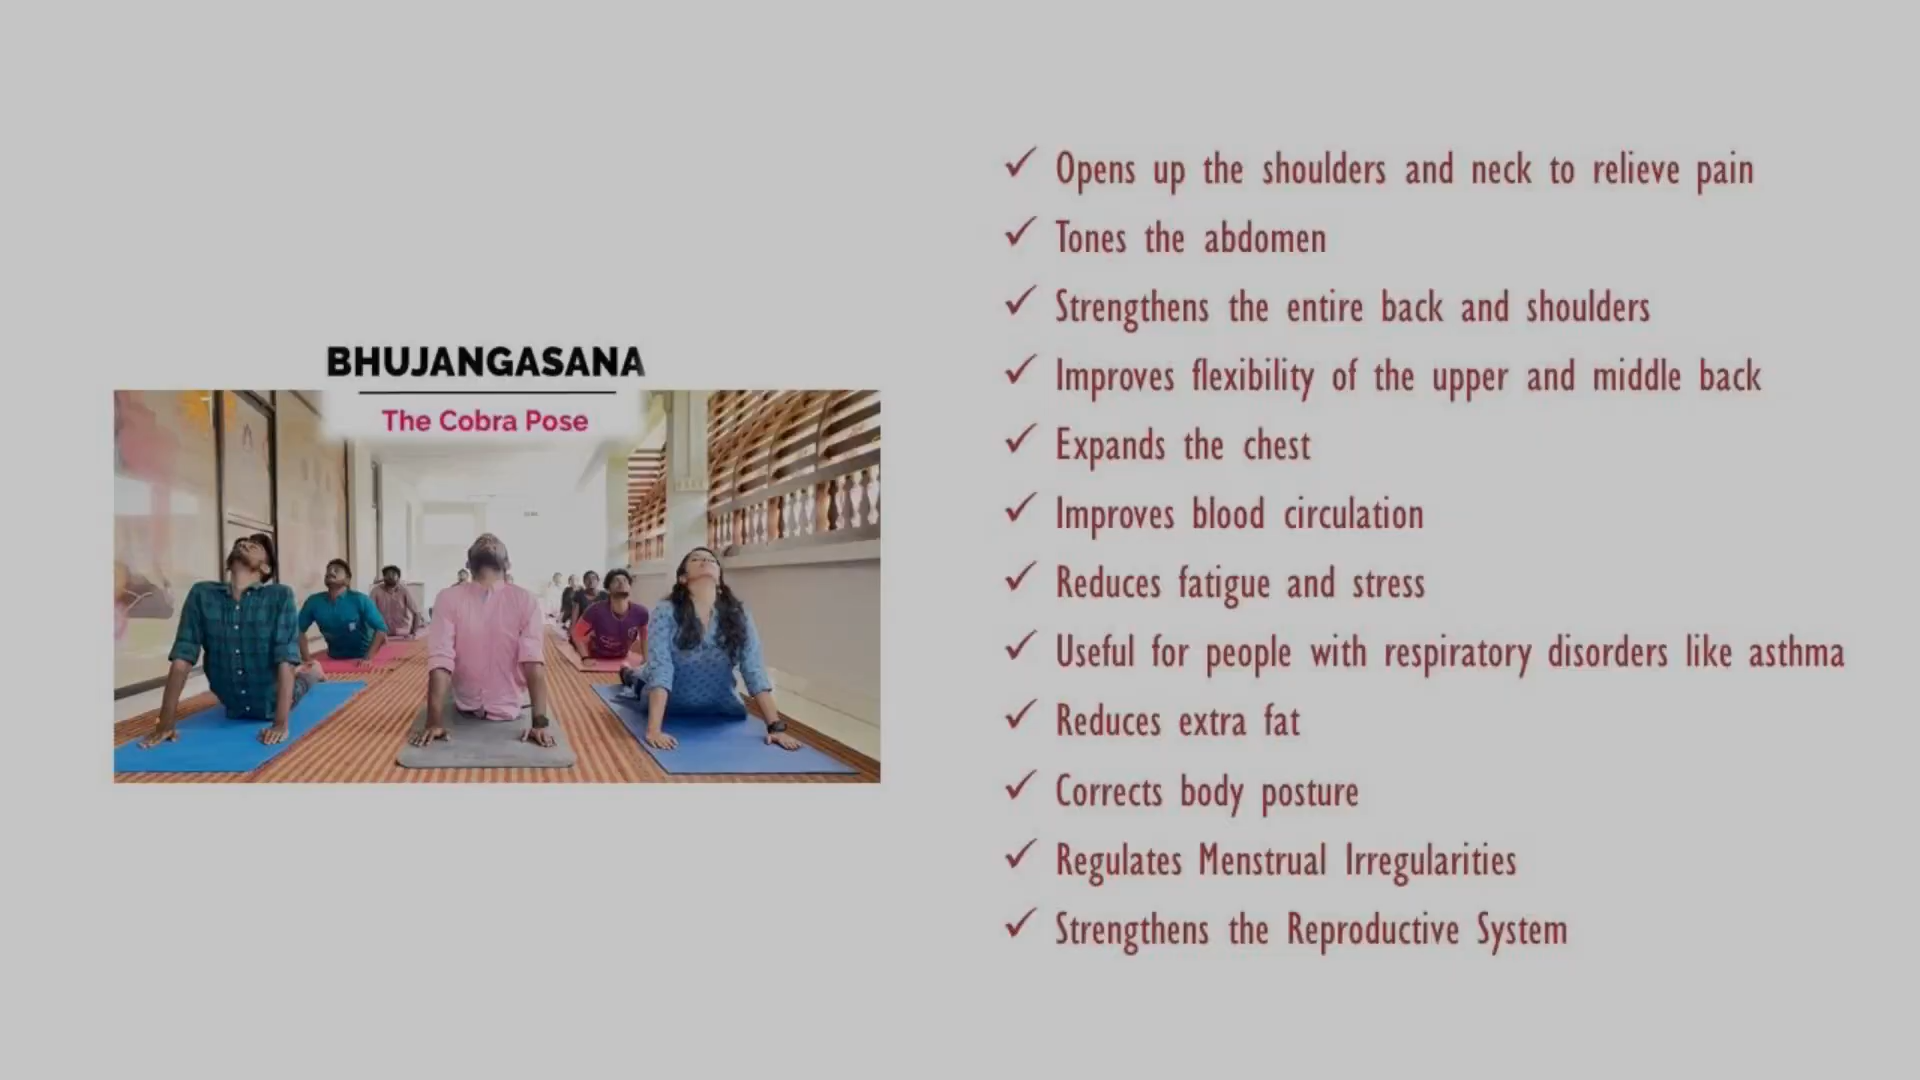 BHUJANGASANA
The Cobra Pose
✓ Opens up the shoulders and neck to relieve pain
✓ Tones the abdomen
✓ Strengthens the entire back and shoulders
✓ Improves flexibility of the upper and middle back
✓ Expands the chest
✓ Improves blood circulation
✓ Reduces fatigue and stress
✓ Useful for people with respiratory disorders like asthma
✓ Reduces extra fat
✓ Corrects body posture
✓ Regulates Menstrual Irregularities
✓ Strengthens the Reproductive System